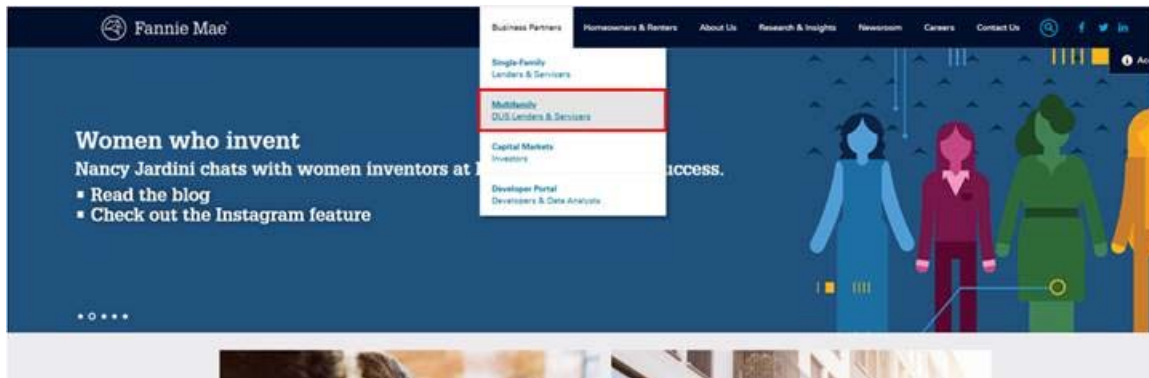 Fannie Mae
Business Partners Homeowners & Renters About Us Research & Insights Newsroom Careers Contact Us
Single-Family
Lenders & Servicers
Multifamily
DUS Lenders & Servicers
Capital Markets
Investors
Developer Portal
Developers & Data Analysts
Women who invent
Nancy Jardini chats with women inventors at
▪ Read the blog
▪ Check out the Instagram feature